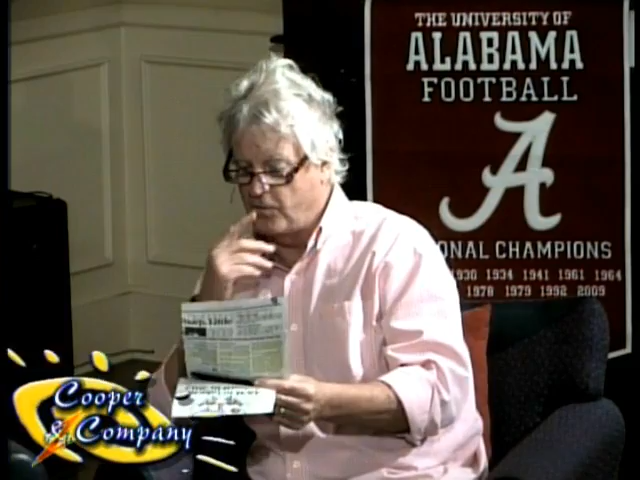 THE UNIVERSITY OF
ALABAMA
FOOTBALL
A
ONAL CHAMPIONS
1930 1934 1941 1961 1964
1978 1979 1992 2009
Cooper
& Company